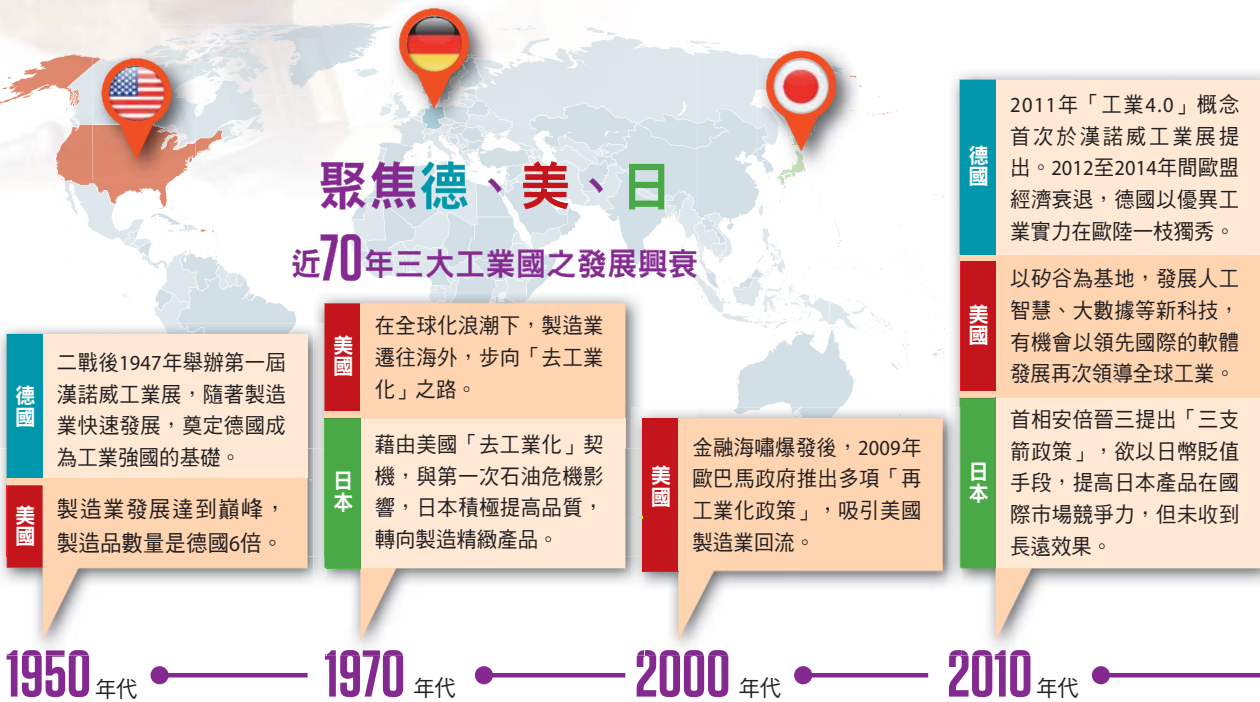 聚焦德、美、日
近70年三大工業國之發展興衰
德國
二戰後1947年舉辦第一屆
漢諾威工業展，隨著製造
業快速發展，奠定德國成
為工業強國的基礎。
美國
製造業發展達到巔峰，
製造品數量是德國6倍。
1950年代
美國
在全球化浪潮下，製造業
遷往海外，步向「去工業
化」之路。
日本
藉由美國「去工業化」契
機，與第一次石油危機影
響，日本積極提高品質，
轉向製造精緻產品。
1970年代
美國
金融海嘯爆發後，2009年
歐巴馬政府推出多項「再
工業化政策」，吸引美國
製造業回流。
2000年代
德國
2011年「工業4.0」概念
首次於漢諾威工業展提
出。2012至2014年間歐盟
經濟衰退，德國以優異工
業實力在歐陸一枝獨秀。
美國
以矽谷為基地，發展人工
智慧、大數據等新科技，
有機會以領先國際的軟體
發展再次領導全球工業。
日本
首相安倍晉三提出「三支
箭政策」，欲以日幣貶值
手段，提高日本產品在國
際市場競爭力，但未收到
長遠效果。
2010年代